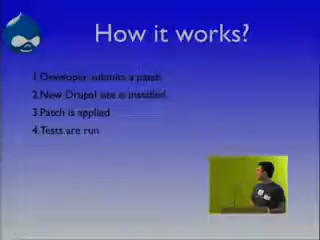 How it works?
1.Developer submits a patch
2.New Drupal site is installed.
3.Patch is applied
4.Tests are run